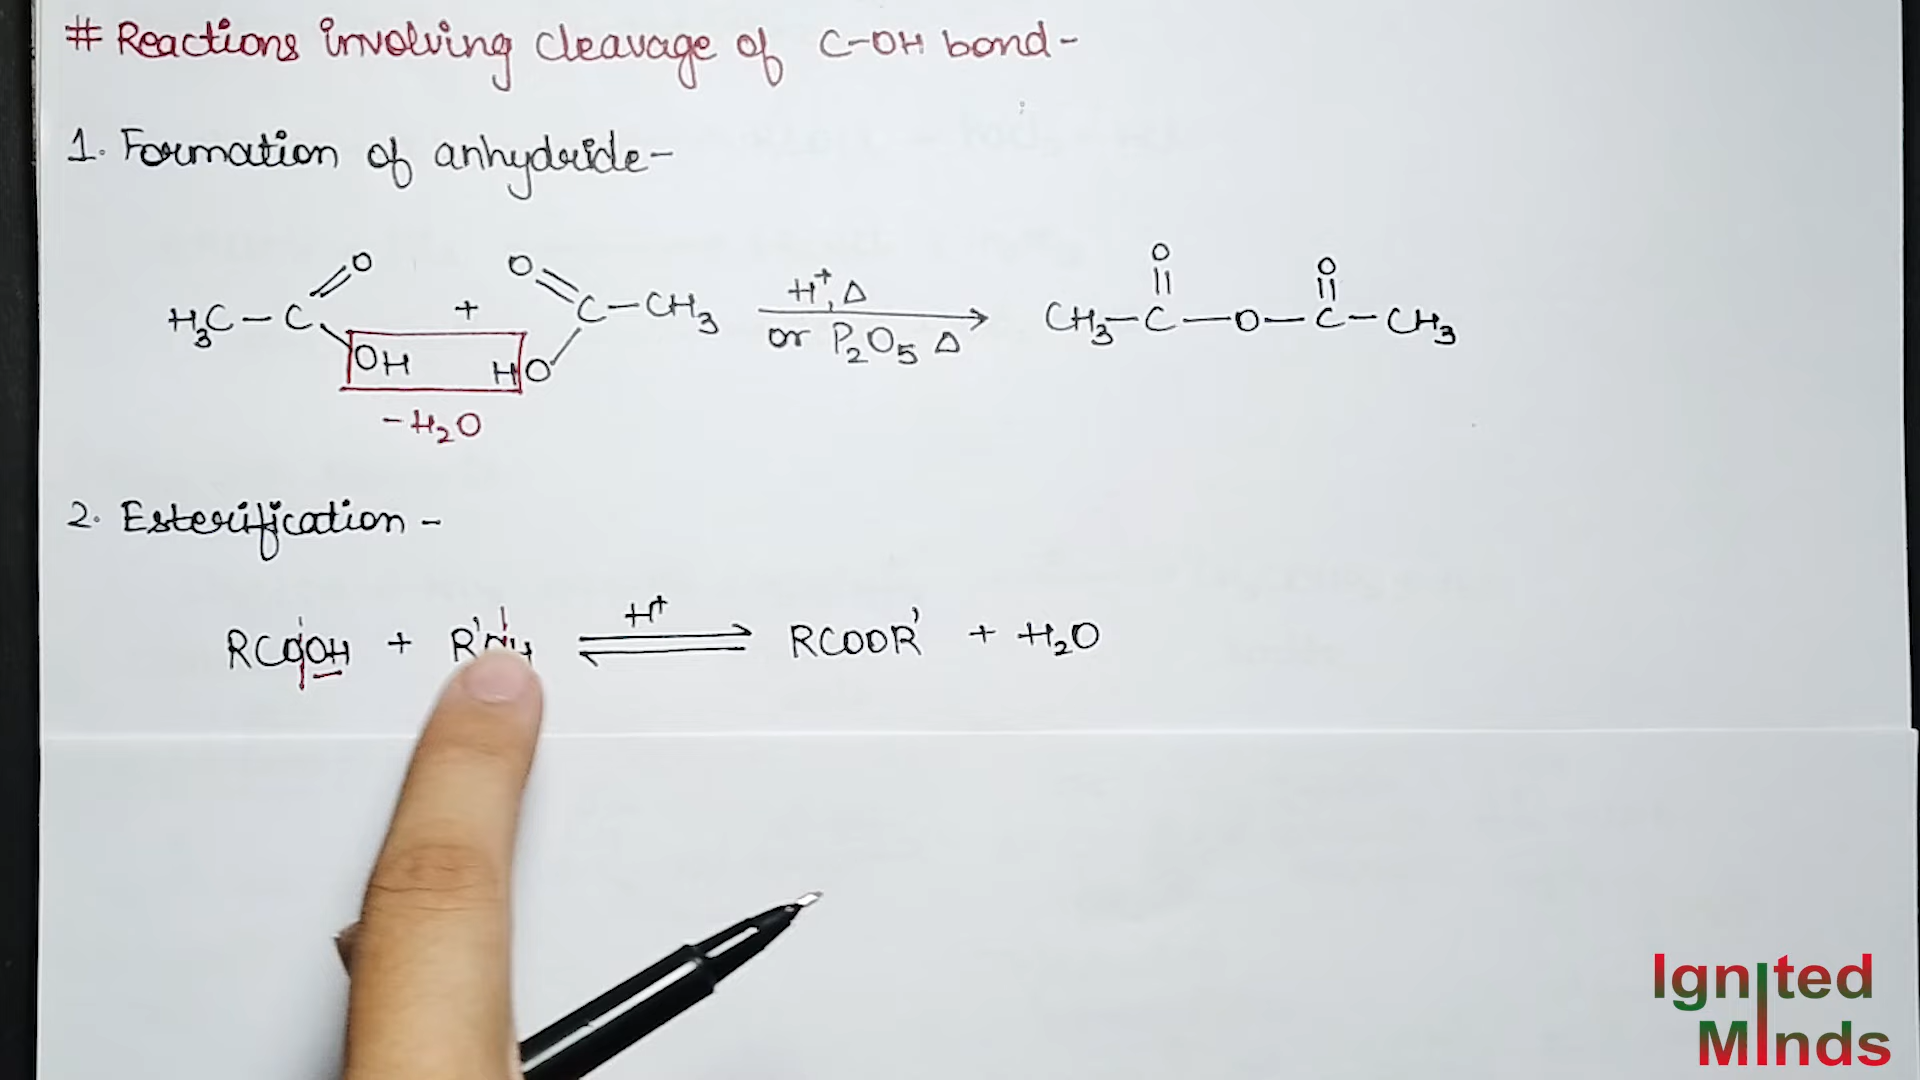 # Reactions involving cleavage of C-OH bond-
1. Formation of anhydride-
H₃C-C=O OH + O=C-CH₃ HO H⁺, Δ or P₂O₅ Δ CH₃-C(=O)-O-C(=O)-CH₃
-H₂O
2. Esterification-
RCOOH + R'OH ⇌ H⁺ RCOOR' + H₂O
Ignited
Minds